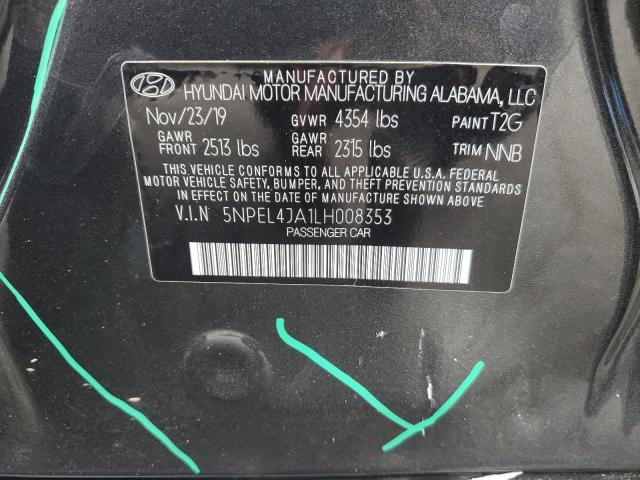 MANUFACTURED BY
HYUNDAI MOTOR MANUFACTURING ALABAMA, LLC
Nov/23/19 GVWR 4354 lbs PAINT T2G
GAWR FRONT 2513 lbs GAWR REAR 2315 lbs TRIM NNB
THIS VEHICLE CONFORMS TO ALL APPLICABLE U.S.A. FEDERAL
MOTOR VEHICLE SAFETY, BUMPER, AND THEFT PREVENTION STANDARDS
IN EFFECT ON THE DATE OF MANUFACTURE SHOWN ABOVE.
V.I.N 5NPEL4JA1LH008353
PASSENGER CAR